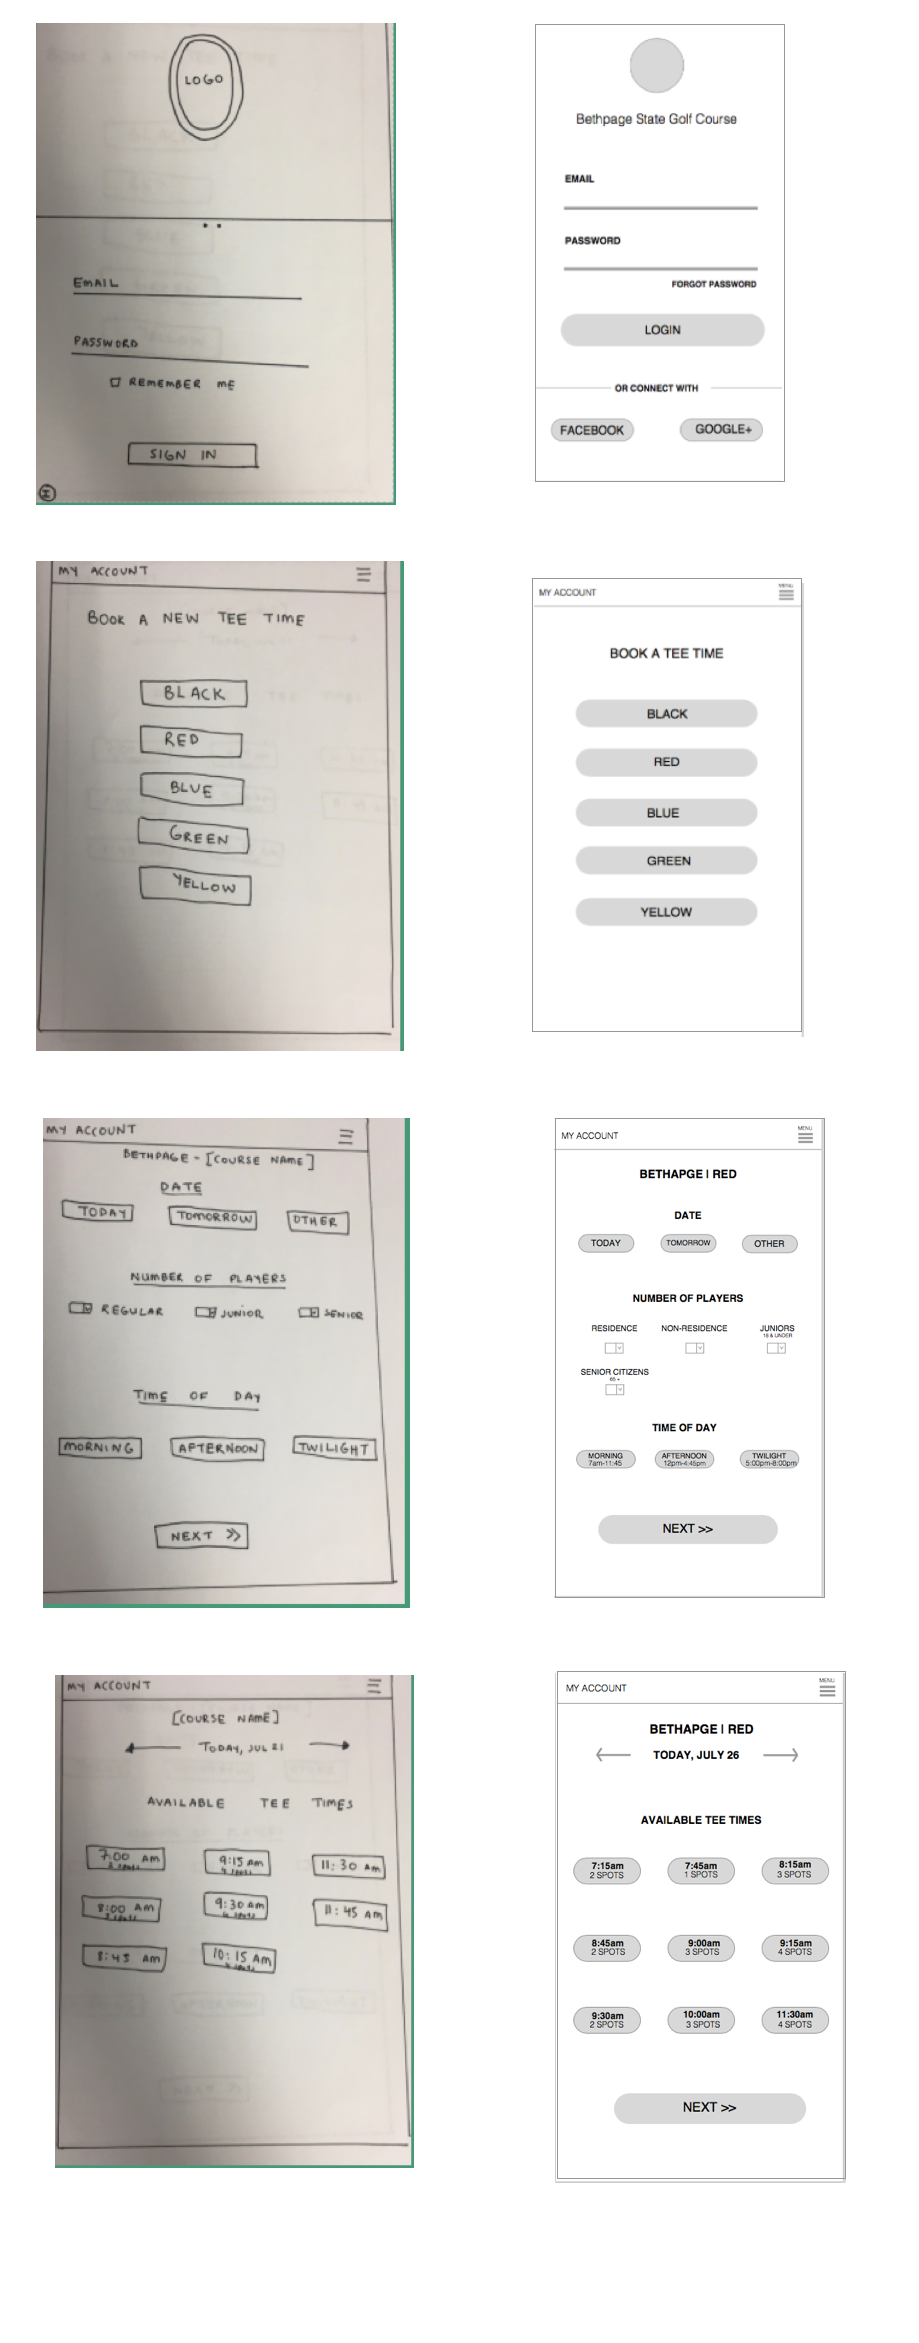 LOGO
EMAIL
PASSWORD
REMEMBER ME
SIGN IN
Bethpage State Golf Course
EMAIL
PASSWORD
FORGOT PASSWORD
LOGIN
OR CONNECT WITH
FACEBOOK GOOGLE+
MY ACCOUNT
BOOK A NEW TEE TIME
BLACK
RED
BLUE
GREEN
YELLOW
MY ACCOUNT MENU
BOOK A TEE TIME
BLACK
RED
BLUE
GREEN
YELLOW
MY ACCOUNT
BETHPAGE - [COURSE NAME]
DATE
TODAY TOMORROW OTHER
NUMBER OF PLAYERS
REGULAR JUNIOR SENIOR
TIME OF DAY
MORNING AFTERNOON TWILIGHT
NEXT >>
MY ACCOUNT MENU
BETHAPGE | RED
DATE
TODAY TOMORROW OTHER
NUMBER OF PLAYERS
RESIDENCE NON-RESIDENCE JUNIORS
18 & UNDER
SENIOR CITIZENS
65 +
TIME OF DAY
MORNING AFTERNOON TWILIGHT
7am-11:45 12pm-4:45pm 5:00pm-8:00pm
NEXT >>
MY ACCOUNT
[COURSE NAME]
TODAY, JUL 21
AVAILABLE TEE TIMES
7:00 AM 9:15 AM 11:30 AM
8:00 AM 9:30 AM 11:45 AM
8:45 AM 10:15 AM
MY ACCOUNT MENU
BETHAPGE | RED
TODAY, JULY 26
AVAILABLE TEE TIMES
7:15am 7:45am 8:15am
2 SPOTS 1 SPOTS 3 SPOTS
8:45am 9:00am 9:15am
2 SPOTS 3 SPOTS 4 SPOTS
9:30am 10:00am 11:30am
2 SPOTS 3 SPOTS 4 SPOTS
NEXT >>